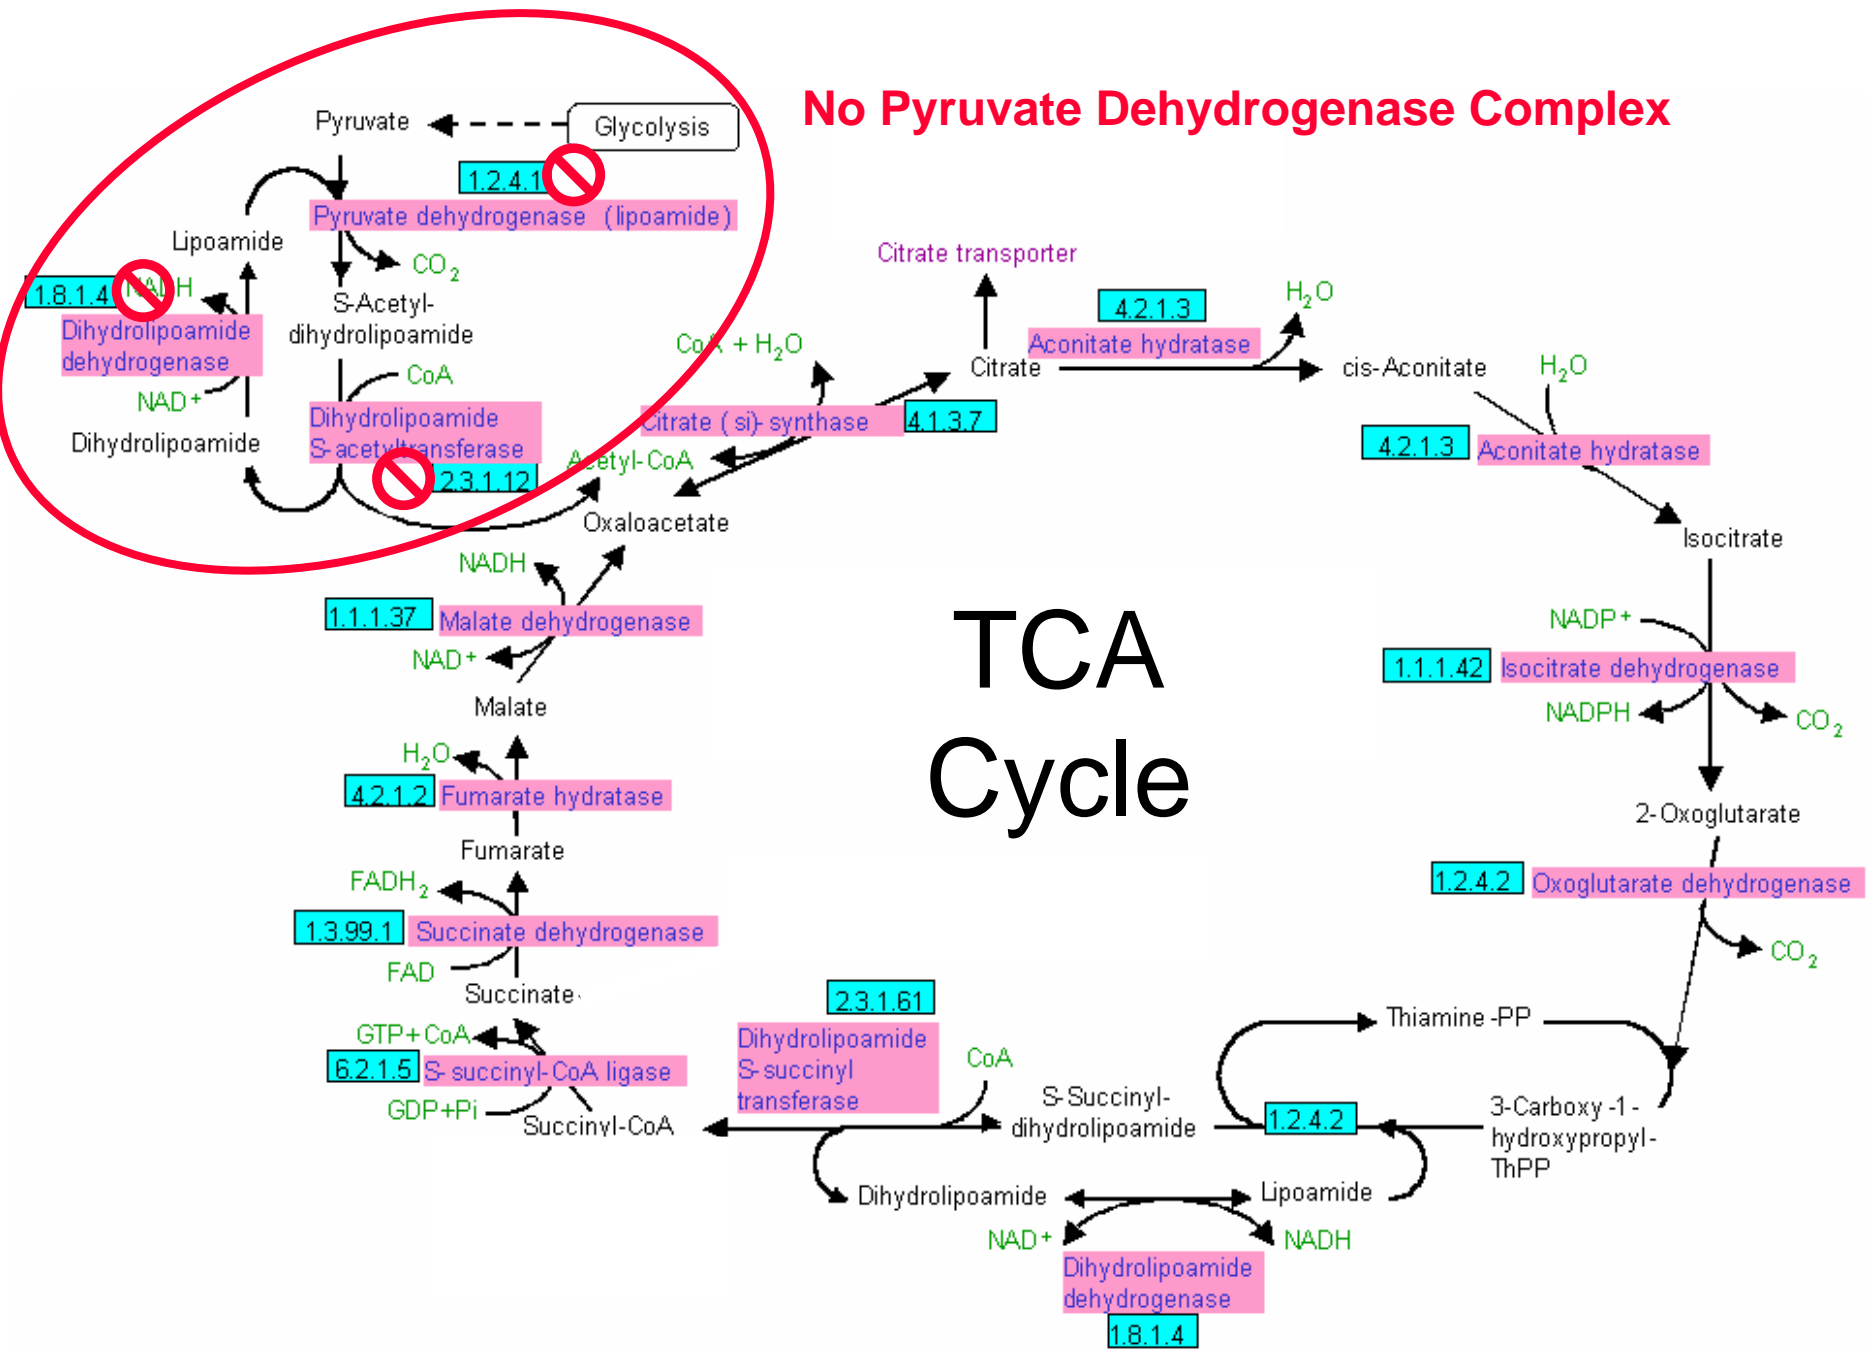 No Pyruvate Dehydrogenase Complex
Pyruvate
Glycolysis
1.2.4.1
Pyruvate dehydrogenase (lipoamide)
Lipoamide
CO2
1.8.1.4
NADH
S-Acetyl-
dihydrolipoamide
Dihydrolipoamide
dehydrogenase
CoA
NAD+
Dihydrolipoamide
S-acetyltransferase
Dihydrolipoamide
2.3.1.12
Citrate transporter
4.2.1.3
H2O
Aconitate hydratase
CoA + H2O
Citrate
cis-Aconitate
H2O
Citrate (si)-synthase
4.1.3.7
4.2.1.3
Aconitate hydratase
Acetyl-CoA
Oxaloacetate
Isocitrate
NADH
1.1.1.37
Malate dehydrogenase
NAD+
TCA
Cycle
NADP+
1.1.1.42
Isocitrate dehydrogenase
NADPH
CO2
Malate
H2O
4.2.1.2
Fumarate hydratase
2-Oxoglutarate
Fumarate
FADH2
1.2.4.2
Oxoglutarate dehydrogenase
1.3.99.1
Succinate dehydrogenase
CO2
FAD
Succinate
2.3.1.61
Thiamine-PP
GTP+CoA
Dihydrolipoamide
S-succinyl
transferase
CoA
6.2.1.5
S-succinyl-CoA ligase
GDP+Pi
Succinyl-CoA
S-Succinyl-
dihydrolipoamide
1.2.4.2
3-Carboxy-1-
hydroxypropyl-
ThPP
Dihydrolipoamide
Lipoamide
NAD+
NADH
Dihydrolipoamide
dehydrogenase
1.8.1.4